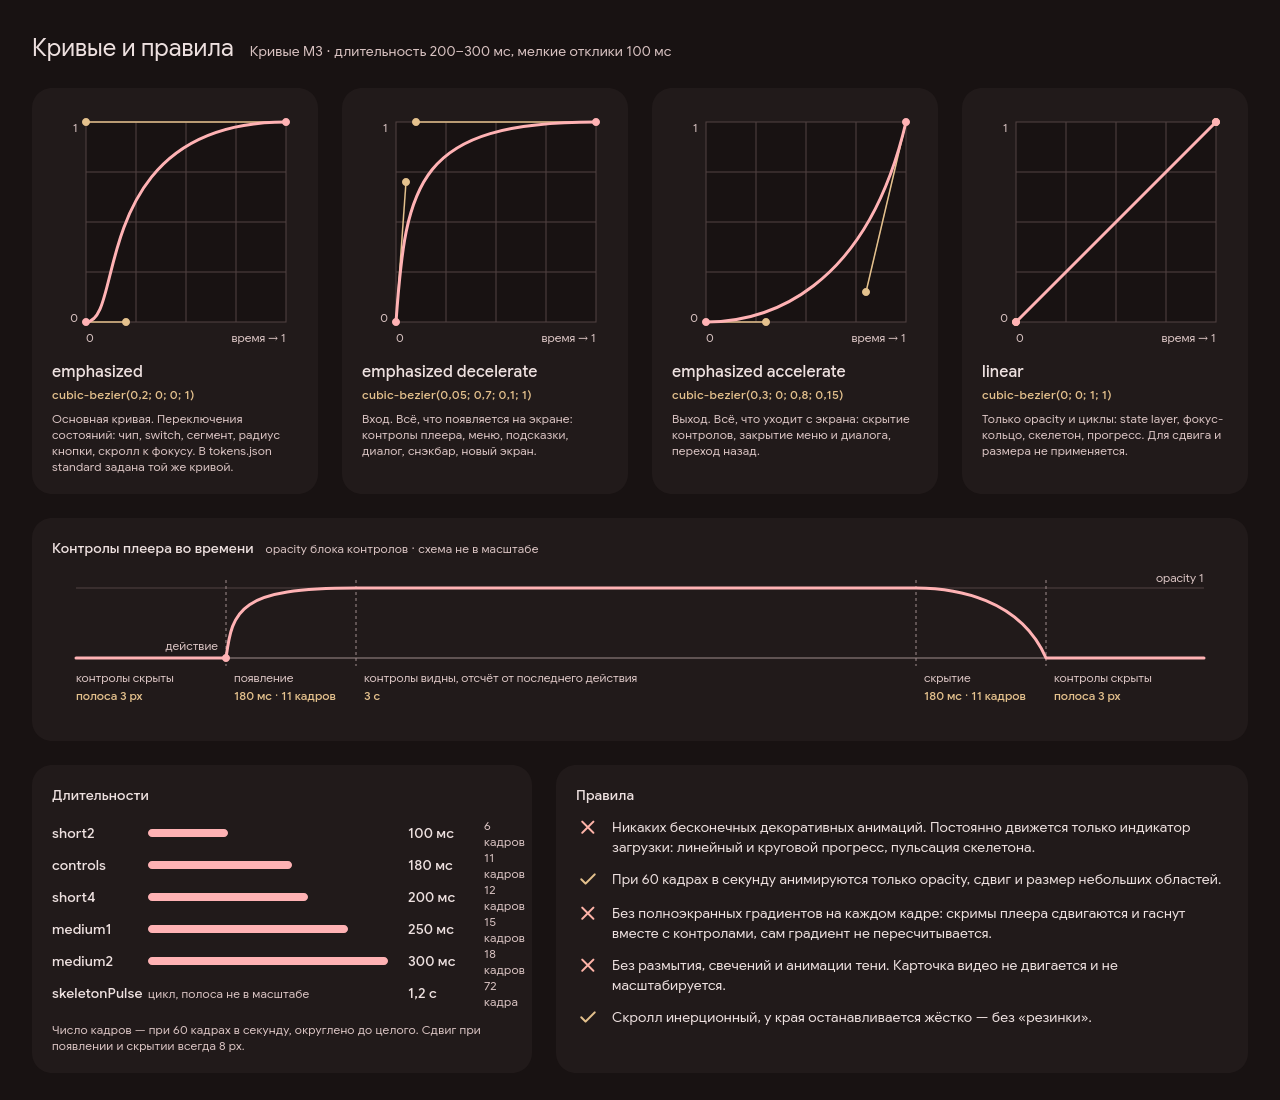 Кривые и правила
Кривые M3 · длительность 200–300 мс, мелкие отклики 100 мс
1
0
0
время → 1
emphasized
cubic-bezier(0,2; 0; 0; 1)
Основная кривая. Переключения
состояний: чип, switch, сегмент, радиус
кнопки, скролл к фокусу. В tokens.json
standard задана той же кривой.
1
0
0
время → 1
emphasized decelerate
cubic-bezier(0,05; 0,7; 0,1; 1)
Вход. Всё, что появляется на экране:
контролы плеера, меню, подсказки,
диалог, снэкбар, новый экран.
1
0
0
время → 1
emphasized accelerate
cubic-bezier(0,3; 0; 0,8; 0,15)
Выход. Всё, что уходит с экрана: скрытие
контролов, закрытие меню и диалога,
переход назад.
1
0
0
время → 1
linear
cubic-bezier(0; 0; 1; 1)
Только opacity и циклы: state layer, фокус-
кольцо, скелетон, прогресс. Для сдвига и
размера не применяется.
Контролы плеера во времени
opacity блока контролов · схема не в масштабе
opacity 1
действие
контролы скрыты
полоса 3 px
появление
180 мс · 11 кадров
контролы видны, отсчёт от последнего действия
3 с
скрытие
180 мс · 11 кадров
контролы скрыты
полоса 3 px
Длительности
short2
100 мс
6
кадров
controls
180 мс
11
кадров
short4
200 мс
12
кадров
medium1
250 мс
15
кадров
medium2
300 мс
18
кадров
skeletonPulse
цикл, полоса не в масштабе
1,2 с
72
кадра
Число кадров — при 60 кадрах в секунду, округлено до целого. Сдвиг при
появлении и скрытии всегда 8 px.
Правила
Никаких бесконечных декоративных анимаций. Постоянно движется только индикатор
загрузки: линейный и круговой прогресс, пульсация скелетона.
При 60 кадрах в секунду анимируются только opacity, сдвиг и размер небольших областей.
Без полноэкранных градиентов на каждом кадре: скримы плеера сдвигаются и гаснут
вместе с контролами, сам градиент не пересчитывается.
Без размытия, свечений и анимации тени. Карточка видео не двигается и не
масштабируется.
Скролл инерционный, у края останавливается жёстко — без «резинки».